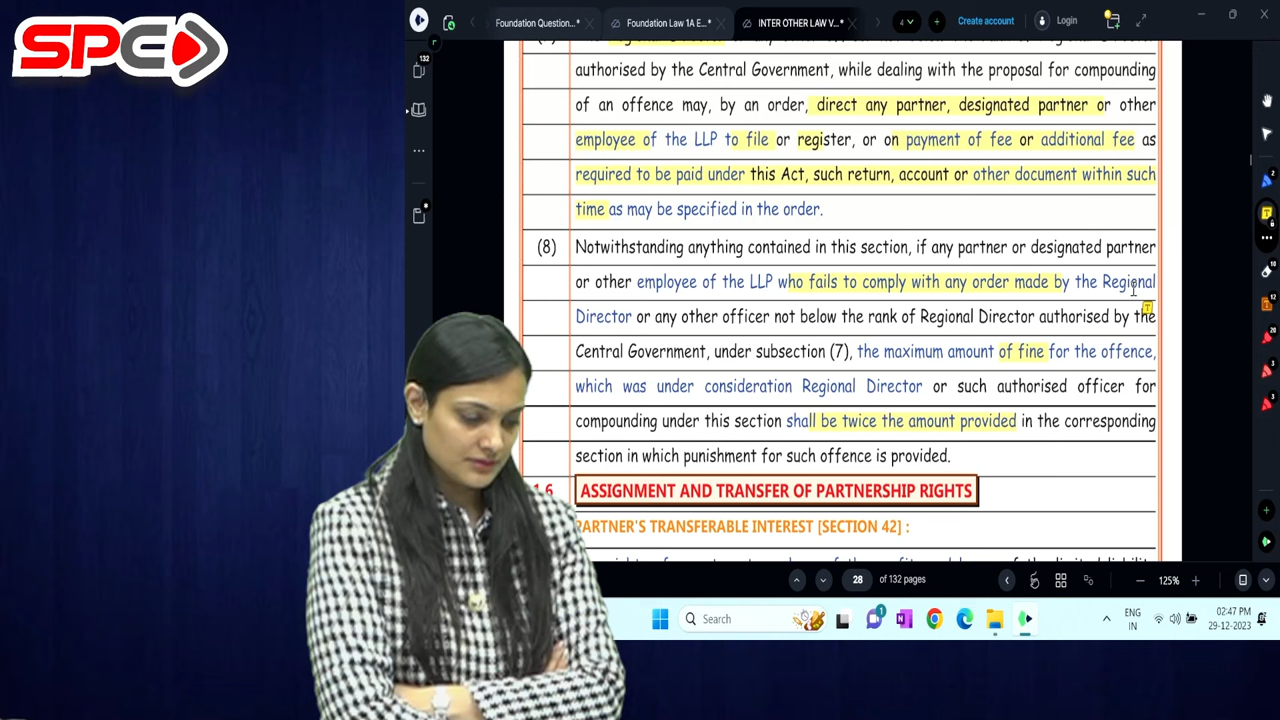 SPC
Foundation Question...*
Foundation Law 1A E...*
INTER OTHER LAW V...*
4
Create account
Login
132
authorised by the Central Government, while dealing with the proposal for compounding
of an offence may, by an order, direct any partner, designated partner or other
employee of the LLP to file or register, or on payment of fee or additional fee as
required to be paid under this Act, such return, account or other document within such
time as may be specified in the order.
(8) Notwithstanding anything contained in this section, if any partner or designated partner
or other employee of the LLP who fails to comply with any order made by the Regional
Director or any other officer not below the rank of Regional Director authorised by the
Central Government, under subsection (7), the maximum amount of fine for the offence,
which was under consideration Regional Director or such authorised officer for
compounding under this section shall be twice the amount provided in the corresponding
section in which punishment for such offence is provided.
1.6 ASSIGNMENT AND TRANSFER OF PARTNERSHIP RIGHTS
PARTNER'S TRANSFERABLE INTEREST [SECTION 42] :
28 of 132 pages
125%
Search
ENG
IN
02:47 PM
29-12-2023